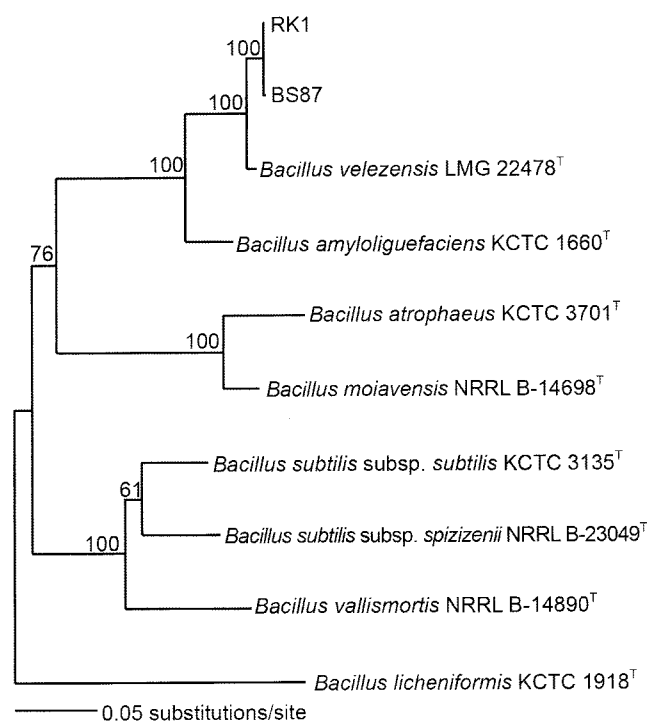 RK1
100
BS87
100
Bacillus velezensis LMG 22478ᵀ
100
Bacillus amyloliguefaciens KCTC 1660ᵀ
76
Bacillus atrophaeus KCTC 3701ᵀ
100
Bacillus moiavensis NRRL B-14698ᵀ
Bacillus subtilis subsp. subtilis KCTC 3135ᵀ
61
Bacillus subtilis subsp. spizizenii NRRL B-23049ᵀ
100
Bacillus vallismortis NRRL B-14890ᵀ
Bacillus licheniformis KCTC 1918ᵀ
0.05 substitutions/site